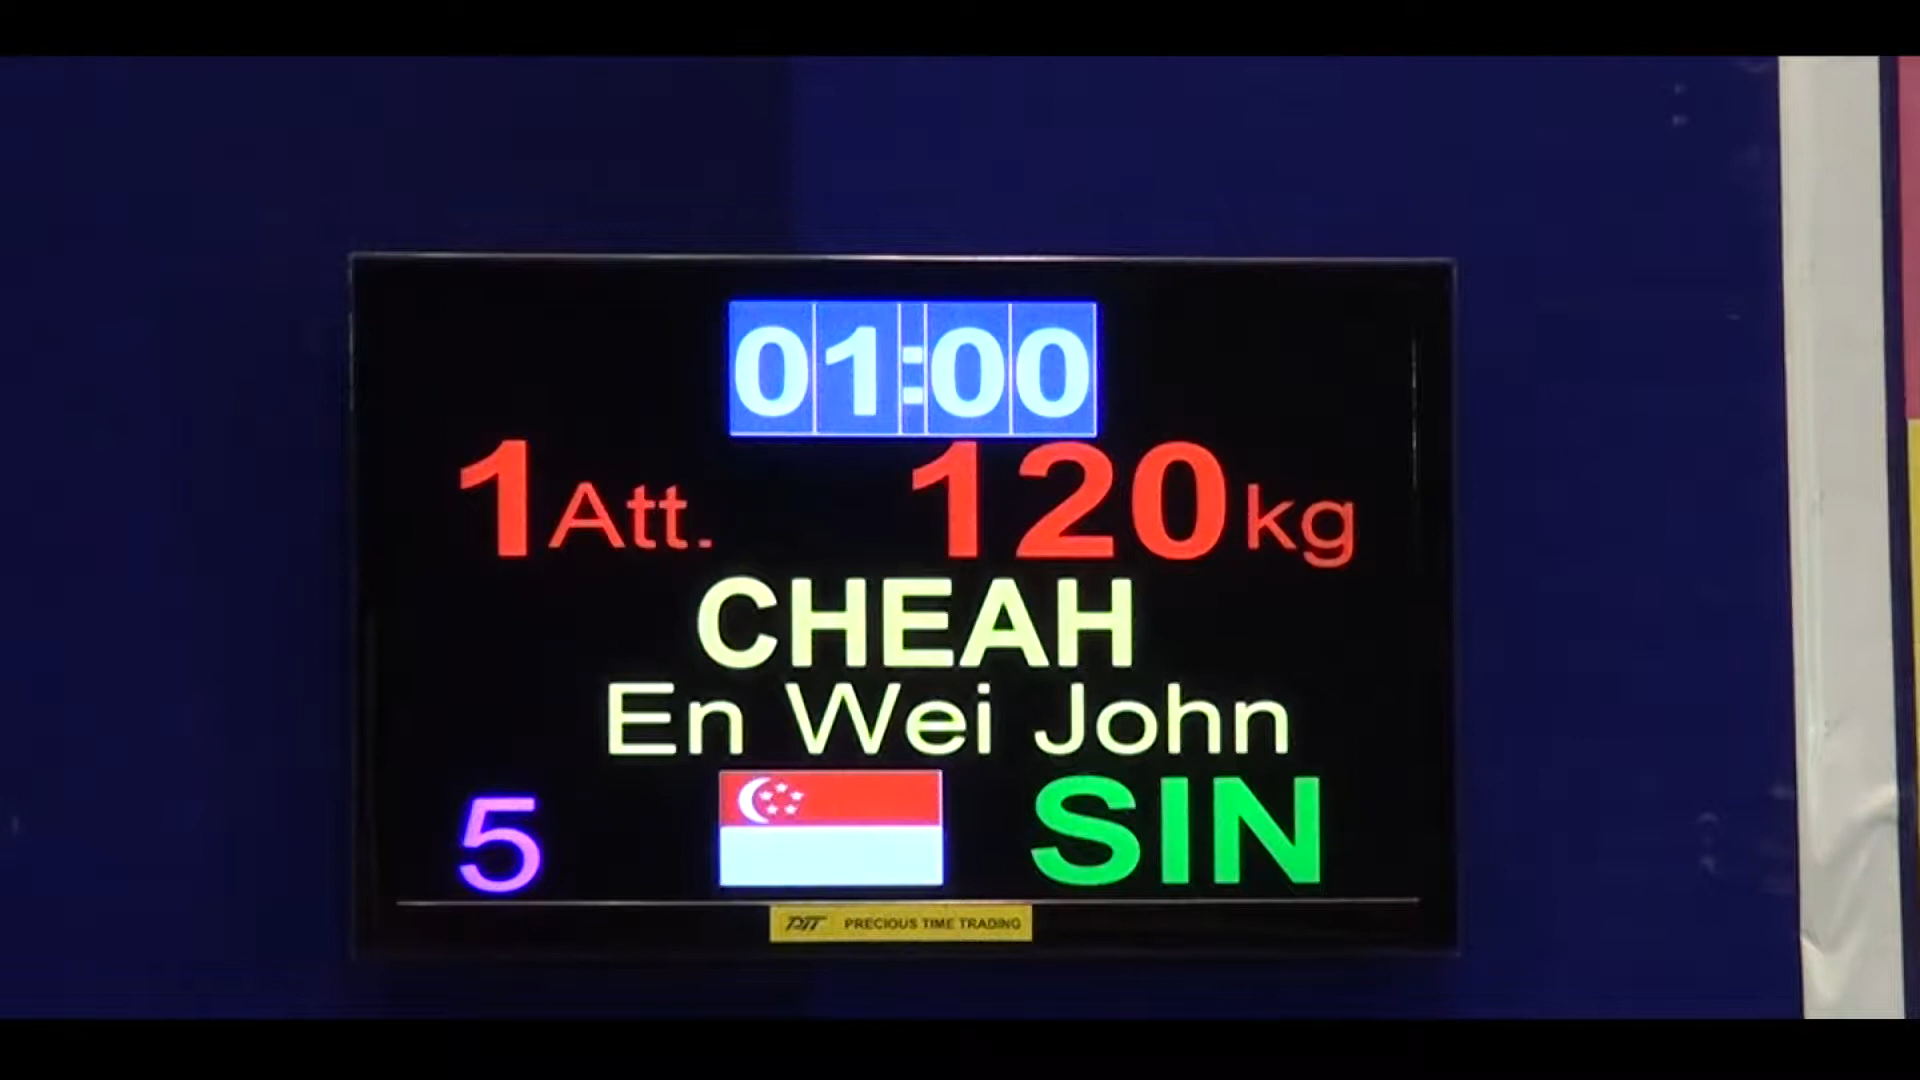 01:00
1 Att. 120 kg
CHEAH
En Wei John
5 SIN
PTT PRECIOUS TIME TRADING